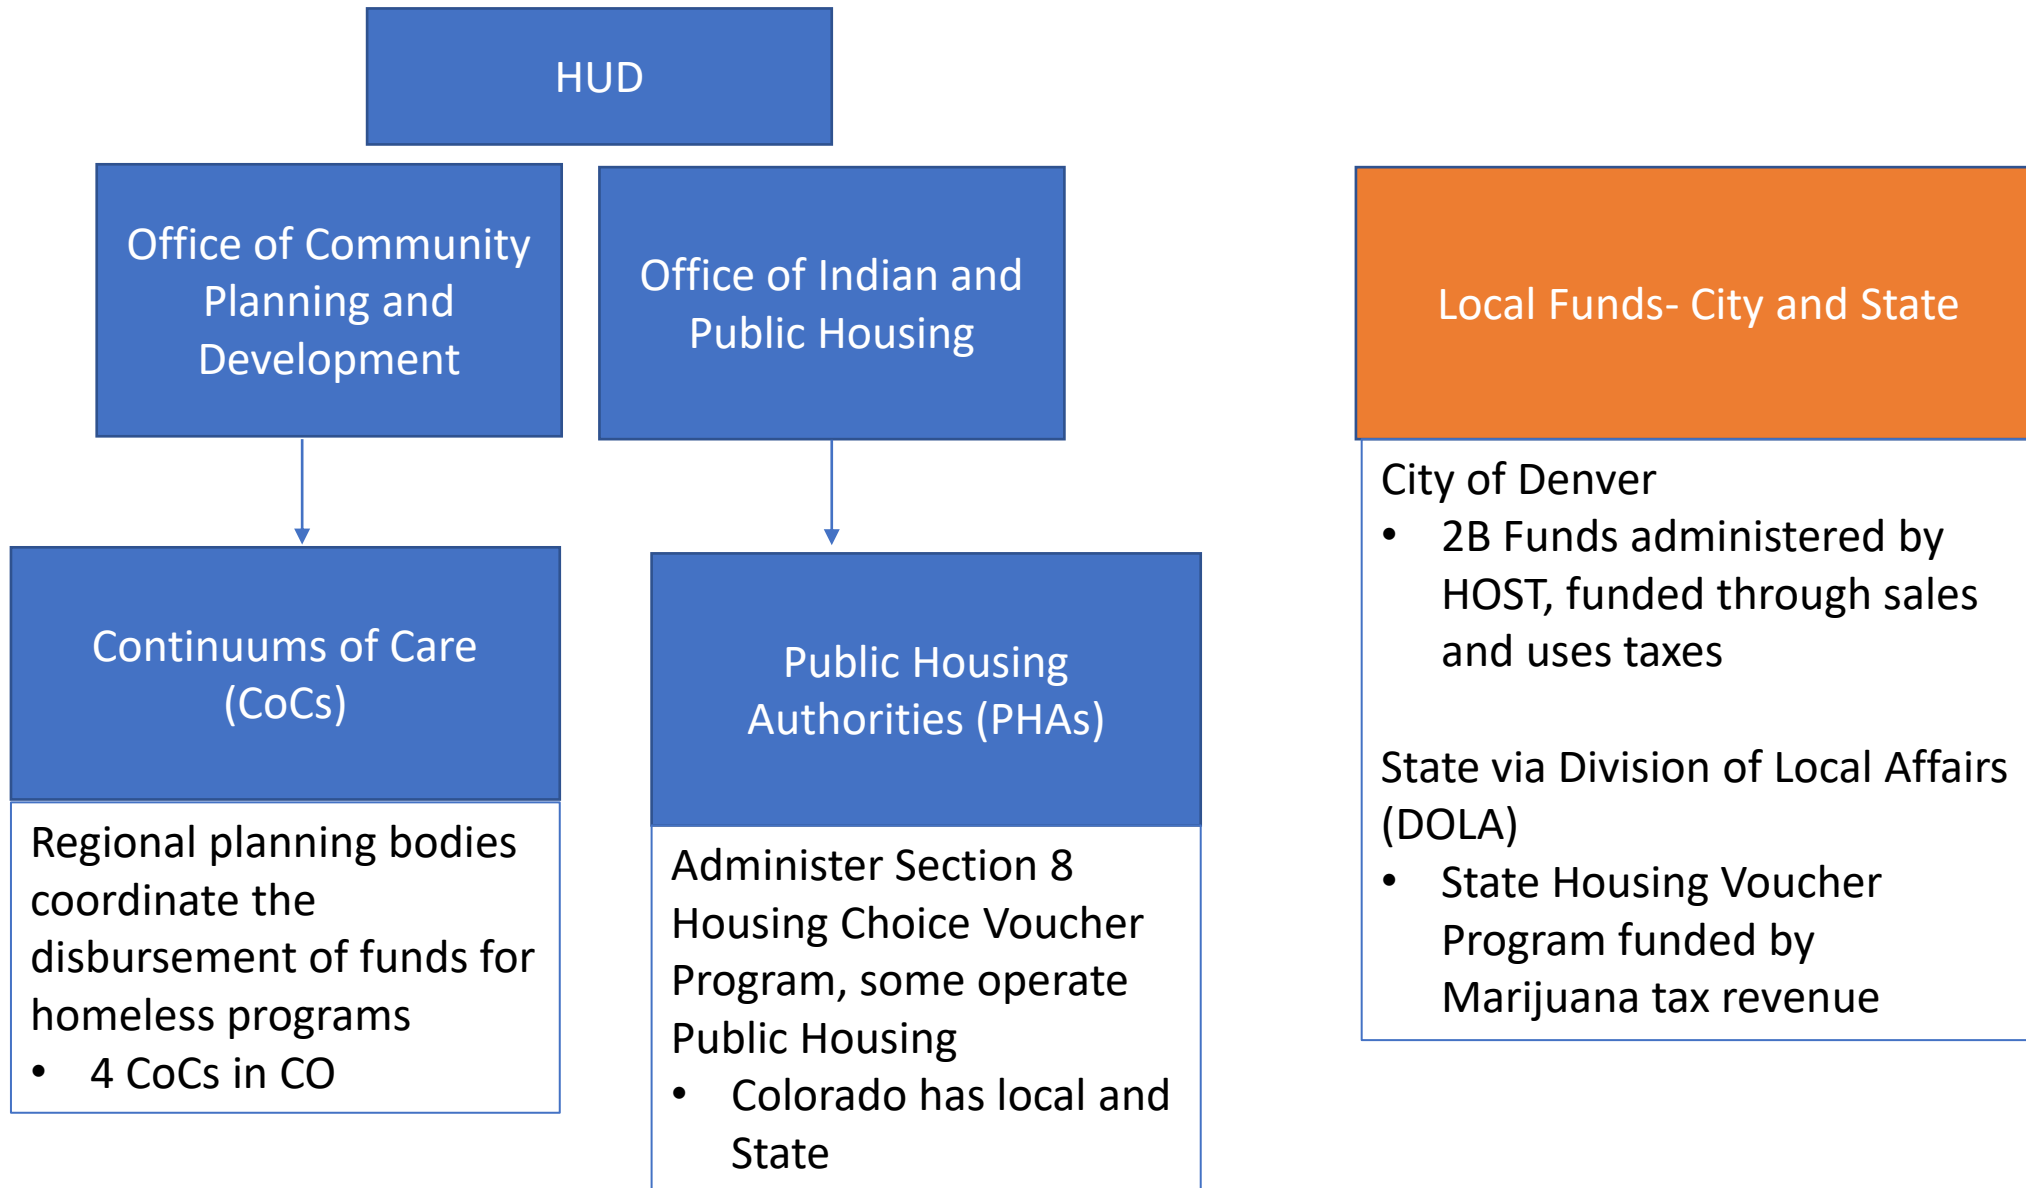 HUD
Office of Community
Planning and
Development
Office of Indian and
Public Housing
Local Funds- City and State
Continuums of Care
(CoCs)
Regional planning bodies
coordinate the
disbursement of funds for
homeless programs
• 4 CoCs in CO
Public Housing
Authorities (PHAs)
Administer Section 8
Housing Choice Voucher
Program, some operate
Public Housing
• Colorado has local and
State
City of Denver
• 2B Funds administered by
HOST, funded through sales
and uses taxes
State via Division of Local Affairs
(DOLA)
• State Housing Voucher
Program funded by
Marijuana tax revenue